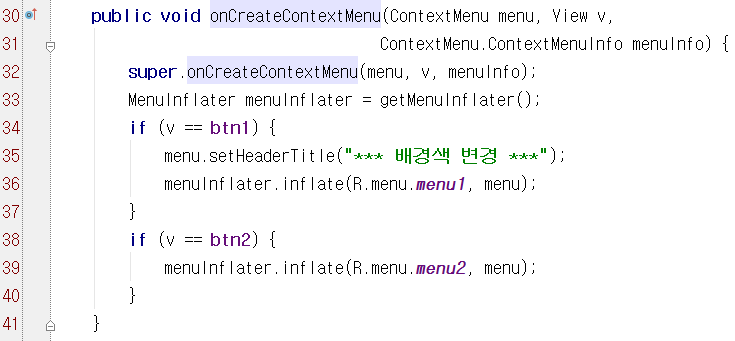 30 public void onCreateContextMenu(ContextMenu menu, View v,
31 ContextMenu.ContextMenuInfo menuInfo) {
32 super.onCreateContextMenu(menu, v, menuInfo);
33 MenuInflater menuInflater = getMenuInflater();
34 if (v == btn1) {
35 menu.setHeaderTitle("*** 배경색 변경 ***");
36 menuInflater.inflate(R.menu.menu1, menu);
37 }
38 if (v == btn2) {
39 menuInflater.inflate(R.menu.menu2, menu);
40 }
41 }